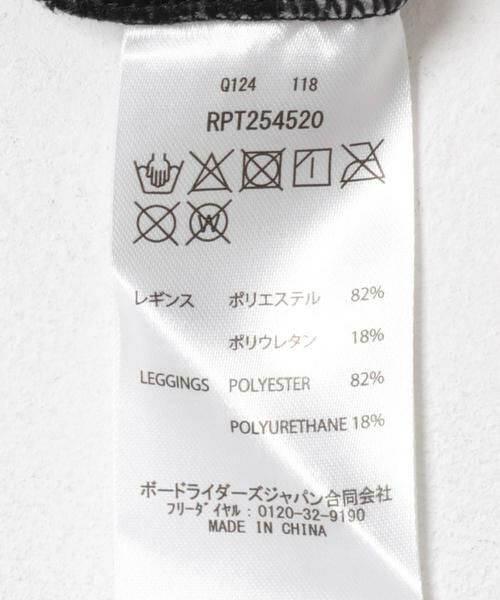 Q124 118
RPT254520
W
レギンス ポリエステル 82%
ポリウレタン 18%
LEGGINGS POLYESTER 82%
POLYURETHANE 18%
ボードライダーズジャパン合同会社
フリーダイヤル：0120-32-9190
MADE IN CHINA